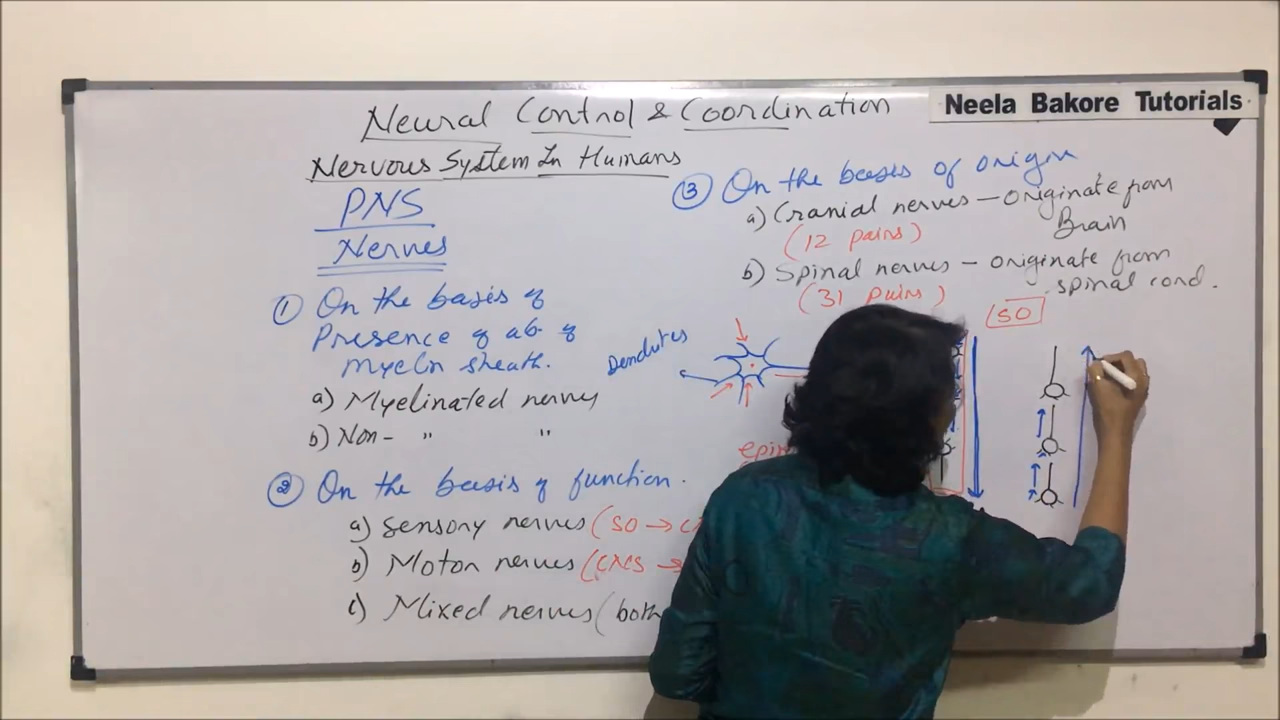 Neural Control & Coordination
Neela Bakore Tutorials
Nervous System In Humans
PNS
Nerves
① On the basis of
Presence of ab. of
myelin sheath.
a) Myelinated nerves
b) Non- " "
② On the basis of function.
a) Sensory nerves (SO →
b) Motor nerves (CNS →
c) Mixed nerves (both
③ On the basis of origin
a) Cranial nerves – originate from
Brain
(12 pairs)
b) Spinal nerves – originate from
spinal cord.
(31 pairs)
SO
Dendrites